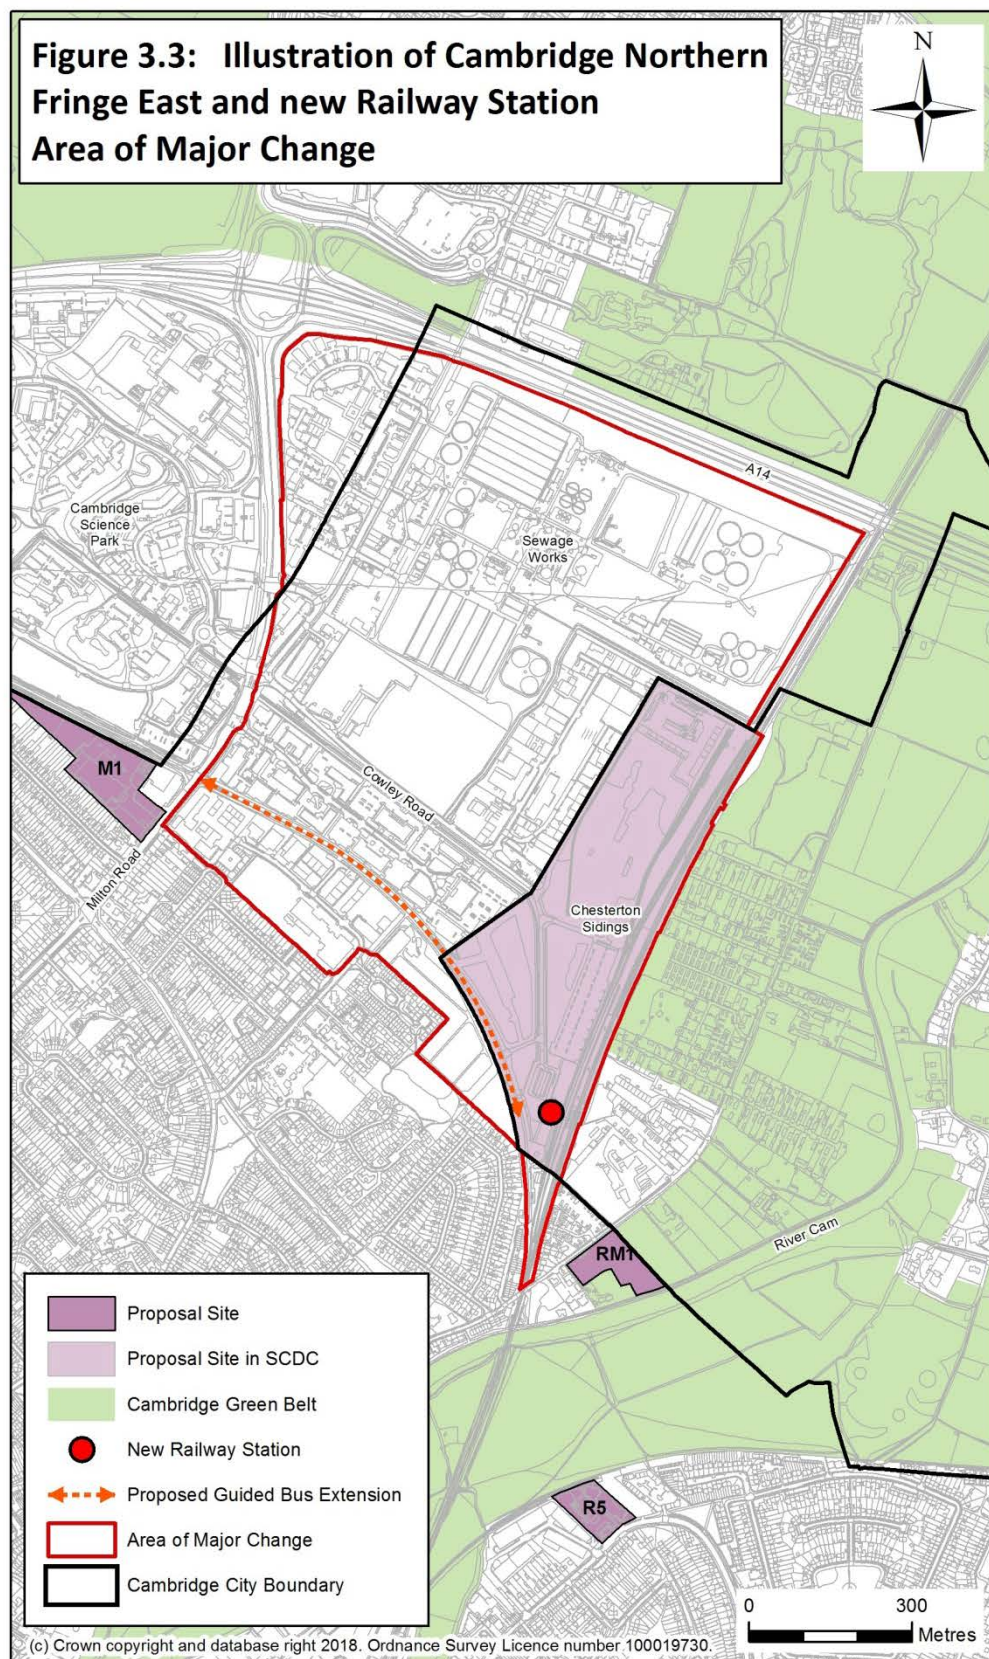 Figure 3.3: Illustration of Cambridge Northern
Fringe East and new Railway Station
Area of Major Change
N
A14
Cambridge
Science
Park
Sewage
Works
M1
Cowley Road
Milton Road
Chesterton
Sidings
River Cam
RM1
R5
Proposal Site
Proposal Site in SCDC
Cambridge Green Belt
New Railway Station
Proposed Guided Bus Extension
Area of Major Change
Cambridge City Boundary
0 300
Metres
(c) Crown copyright and database right 2018. Ordnance Survey Licence number 100019730.